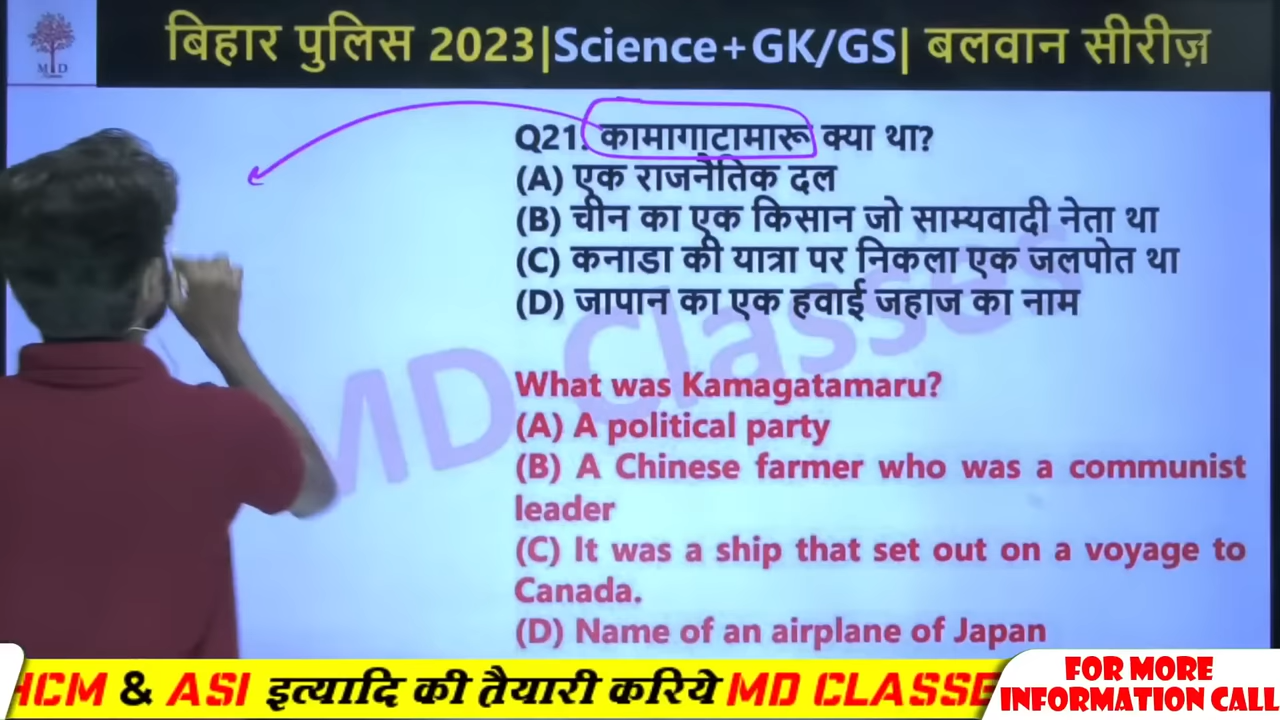 बिहार पुलिस 2023|Science+GK/GS| बलवान सीरीज़
M D
Q21. कामागाटामारू क्या था?
(A) एक राजनैतिक दल
(B) चीन का एक किसान जो साम्यवादी नेता था
(C) कनाडा की यात्रा पर निकला एक जलपोत था
(D) जापान का एक हवाई जहाज का नाम
MD Classes
What was Kamagatamaru?
(A) A political party
(B) A Chinese farmer who was a communist
leader
(C) It was a ship that set out on a voyage to
Canada.
(D) Name of an airplane of Japan
HCM & ASI इत्यादि की तैयारी करिये MD CLASSE
FOR MORE
INFORMATION CALL